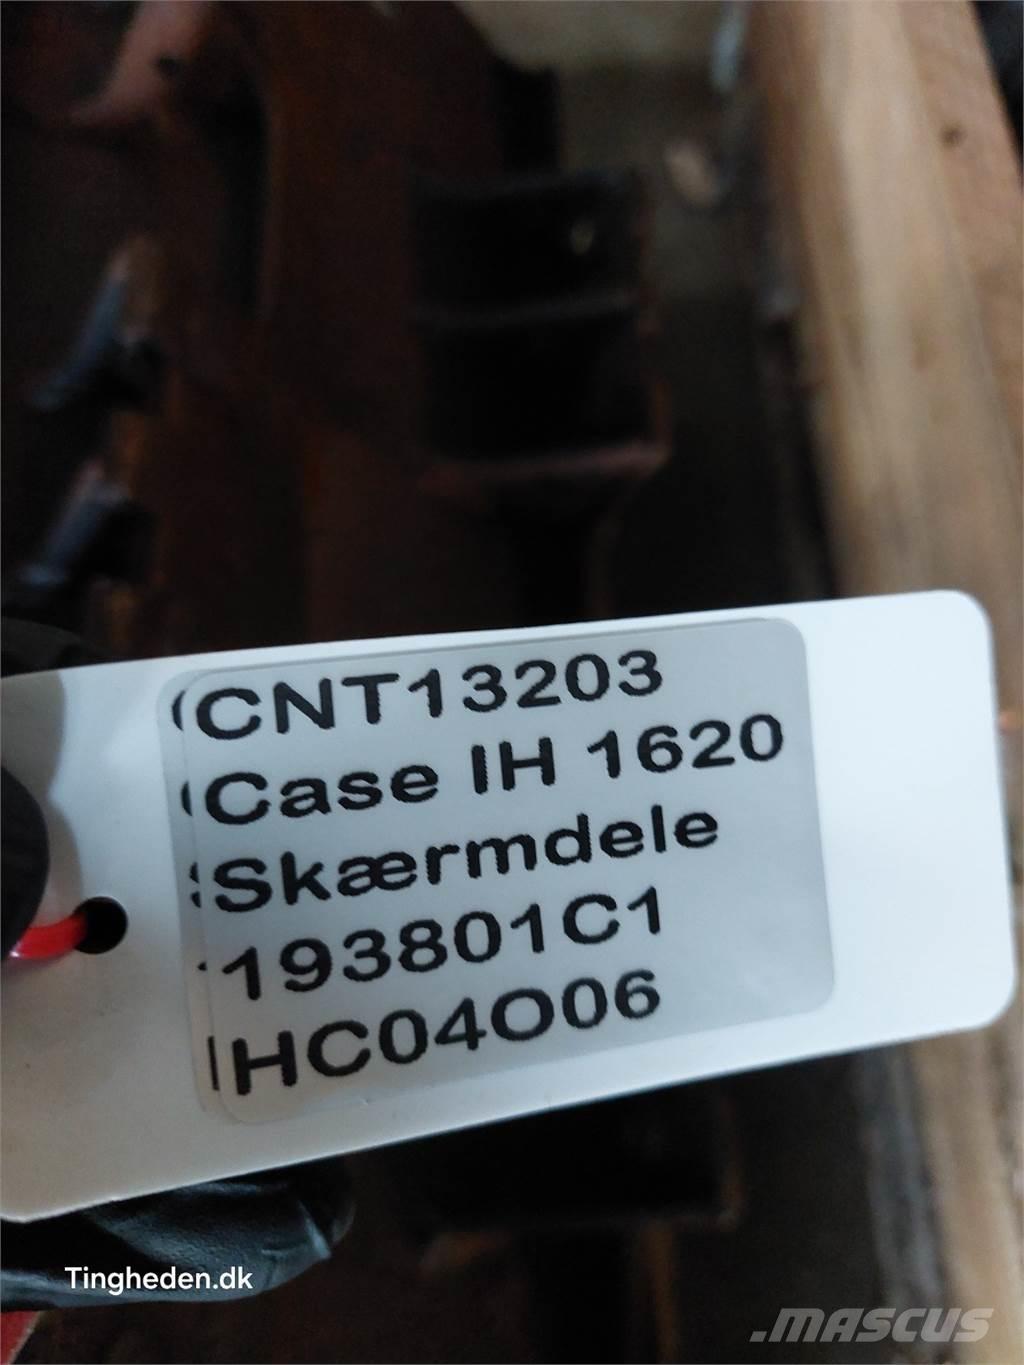 CNT13203
Case IH 1620
Skærmdele
193801C1
HC04O06
Tingheden.dk
.MASCUS